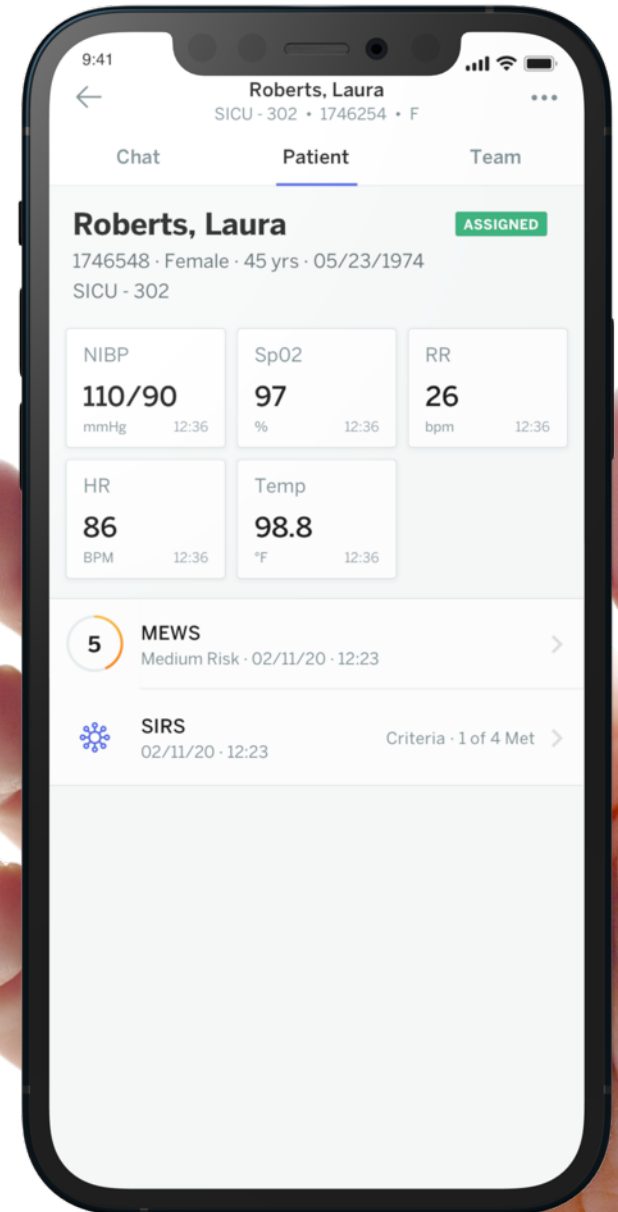 9:41
Roberts, Laura
SICU - 302 • 1746254 • F
Chat Patient Team
Roberts, Laura ASSIGNED
1746548 · Female · 45 yrs · 05/23/1974
SICU - 302
NIBP Sp02 RR
110/90 97 26
mmHg 12:36 % 12:36 bpm 12:36
HR Temp
86 98.8
BPM 12:36 °F 12:36
5 MEWS
Medium Risk · 02/11/20 · 12:23
SIRS
02/11/20 · 12:23 Criteria · 1 of 4 Met